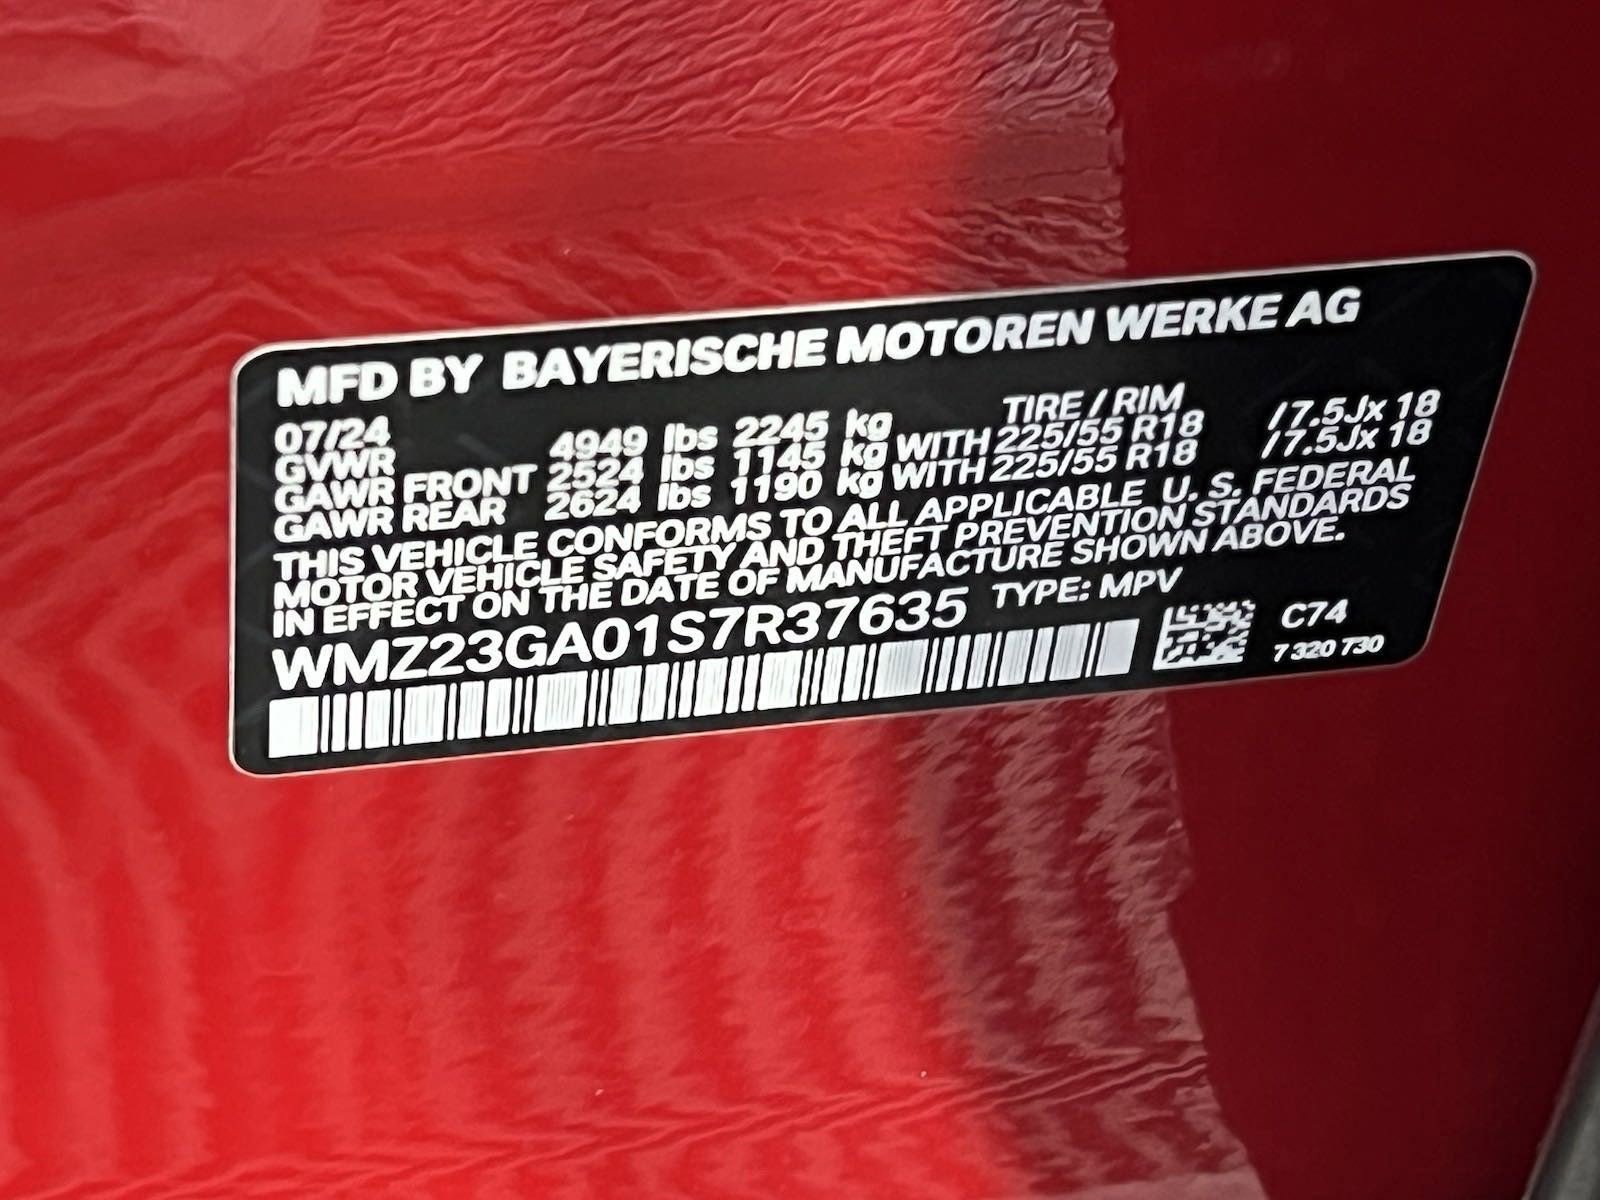 MFD BY BAYERISCHE MOTOREN WERKE AG
07/24 TIRE / RIM
GVWR 4949 lbs 2245 kg
GAWR FRONT 2524 lbs 1145 kg WITH 225/55 R18 /7.5Jx 18
GAWR REAR 2624 lbs 1190 kg WITH 225/55 R18 /7.5Jx 18
THIS VEHICLE CONFORMS TO ALL APPLICABLE U. S. FEDERAL
MOTOR VEHICLE SAFETY AND THEFT PREVENTION STANDARDS
IN EFFECT ON THE DATE OF MANUFACTURE SHOWN ABOVE.
WMZ23GA01S7R37635 TYPE: MPV
C74
7 320 730